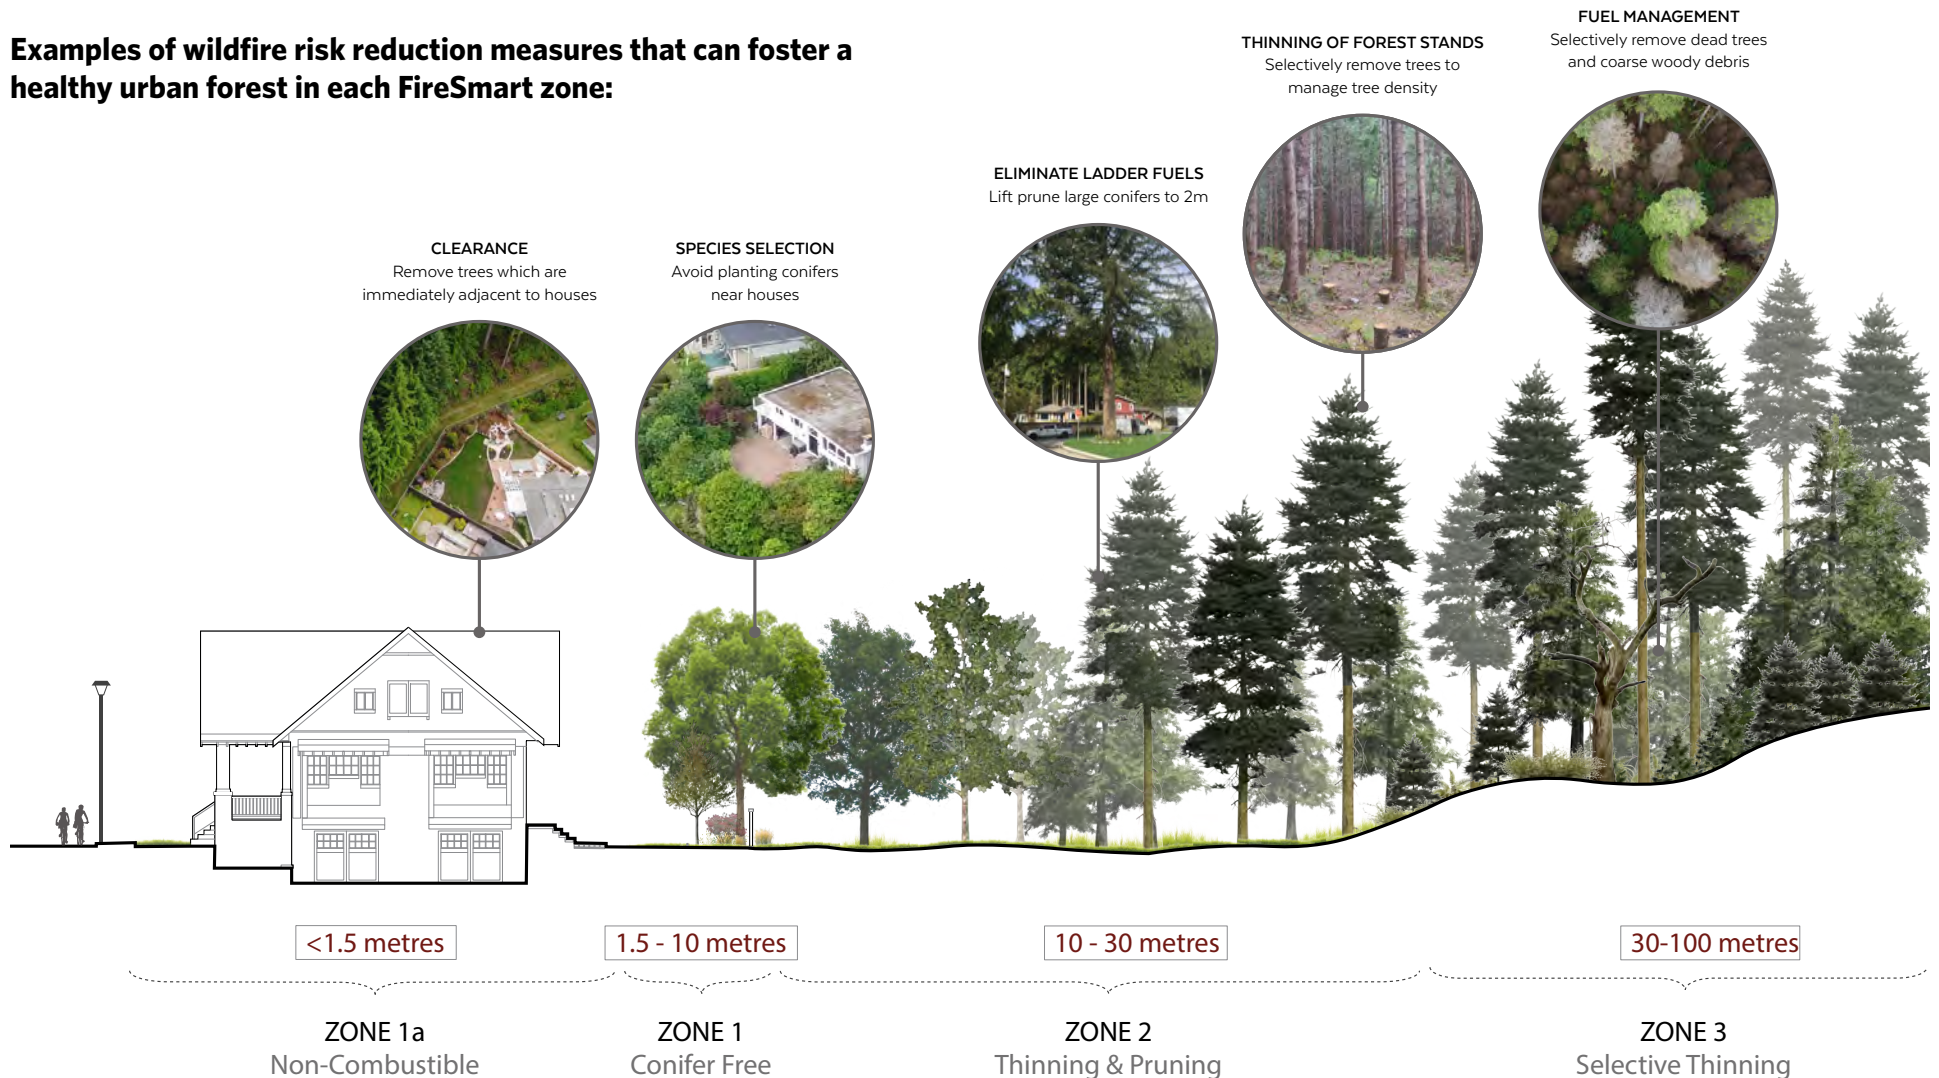 Examples of wildfire risk reduction measures that can foster a
healthy urban forest in each FireSmart zone:
CLEARANCE
Remove trees which are
immediately adjacent to houses
SPECIES SELECTION
Avoid planting conifers
near houses
ELIMINATE LADDER FUELS
Lift prune large conifers to 2m
THINNING OF FOREST STANDS
Selectively remove trees to
manage tree density
FUEL MANAGEMENT
Selectively remove dead trees
and coarse woody debris
<1.5 metres
1.5 - 10 metres
10 - 30 metres
30-100 metres
ZONE 1a
Non-Combustible
ZONE 1
Conifer Free
ZONE 2
Thinning & Pruning
ZONE 3
Selective Thinning